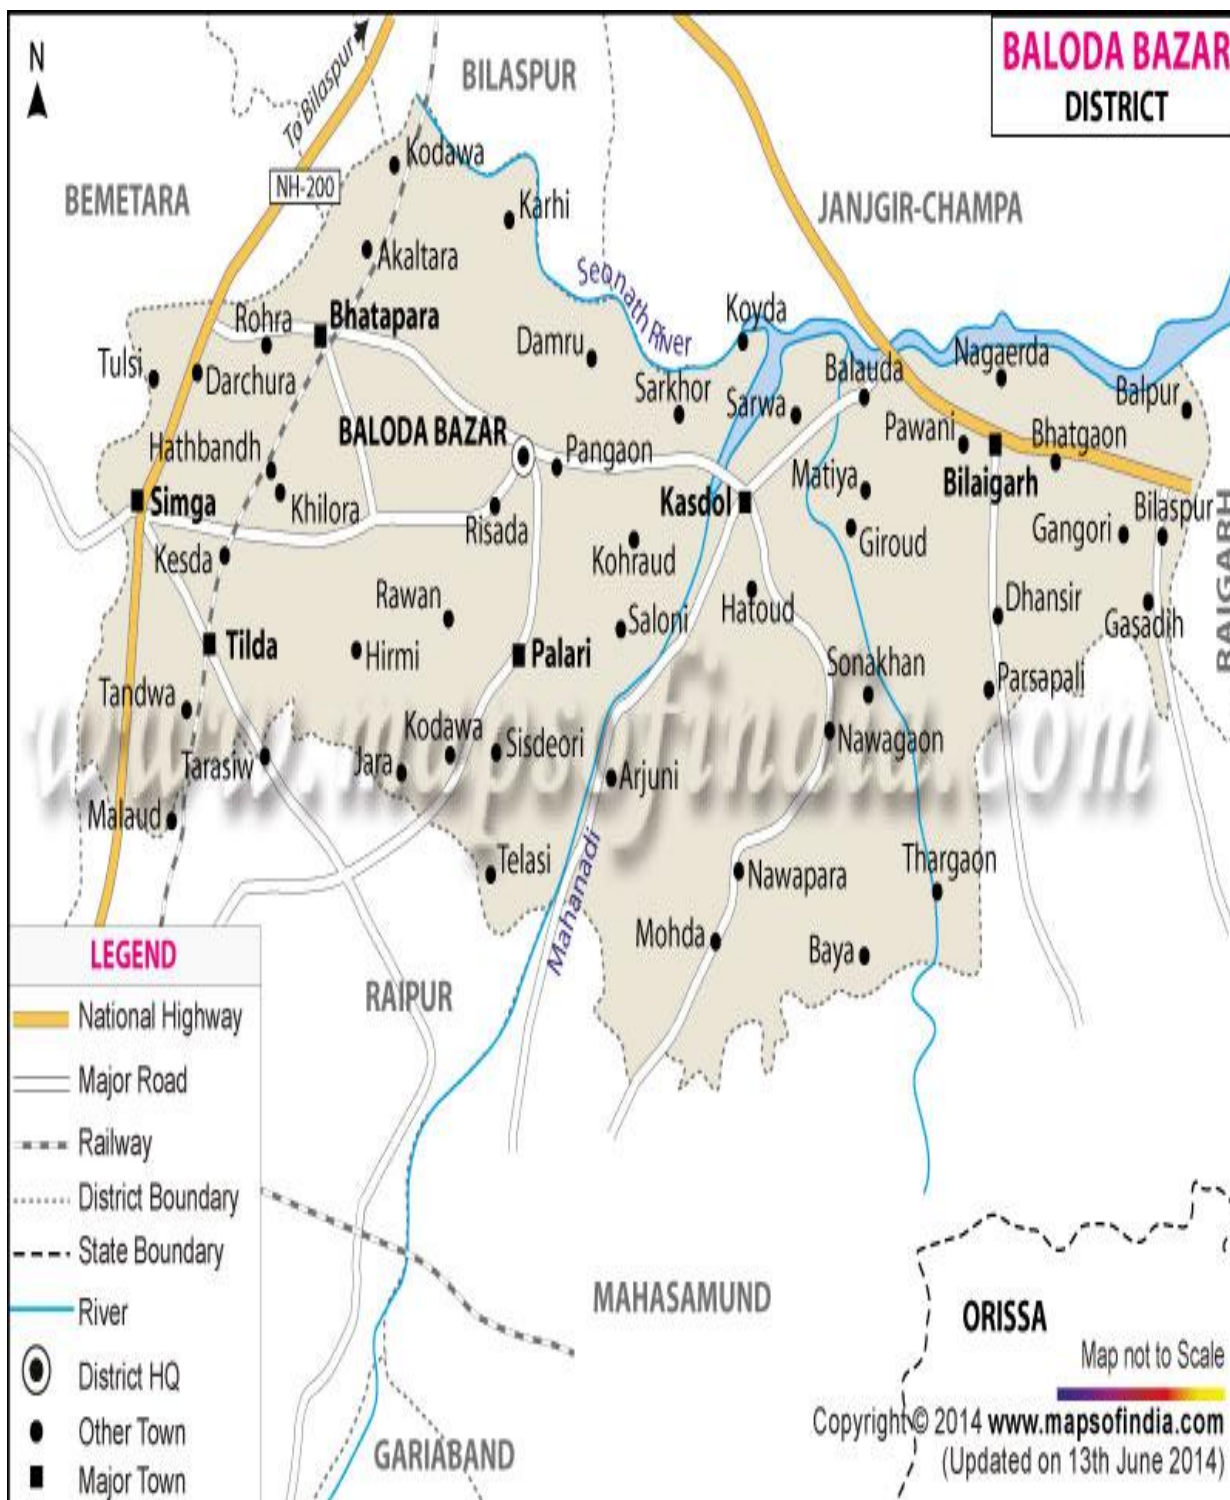 BALODA BAZAR
DISTRICT
N
To Bilaspur
BILASPUR
NH-200
BEMETARA
JANJGIR-CHAMPA
Kodawa
Karhi
Akaltara
Seonath River
Rohra
Bhatapara
Koyda
Damru
Nagaerda
Tulsi
Darchura
Sarkhor
Balauda
Sarwa
Balpur
BALODA BAZAR
Pawani
Bhatgaon
Hathbandh
Pangaon
Matiya
Bilaigarh
Simga
Khilora
Risada
Kasdol
Bilaspur
Kesda
Kohraud
Giroud
Gangori
RAIGARH
Rawan
Hatoud
Dhansir
Gasadih
Tilda
Hirmi
Palari
Saloni
Sonakhan
Parsapali
Tandwa
www.mapsofindia.com
Kodawa
Sisdeori
Nawagaon
Tarasiw
Jara
Arjuni
Malaud
Telasi
Mahanadi
Nawapara
Thargaon
Mohda
Baya
RAIPUR
LEGEND
National Highway
Major Road
Railway
District Boundary
State Boundary
River
District HQ
Other Town
Major Town
MAHASAMUND
ORISSA
GARIABAND
Map not to Scale
Copyright © 2014 www.mapsofindia.com
(Updated on 13th June 2014)